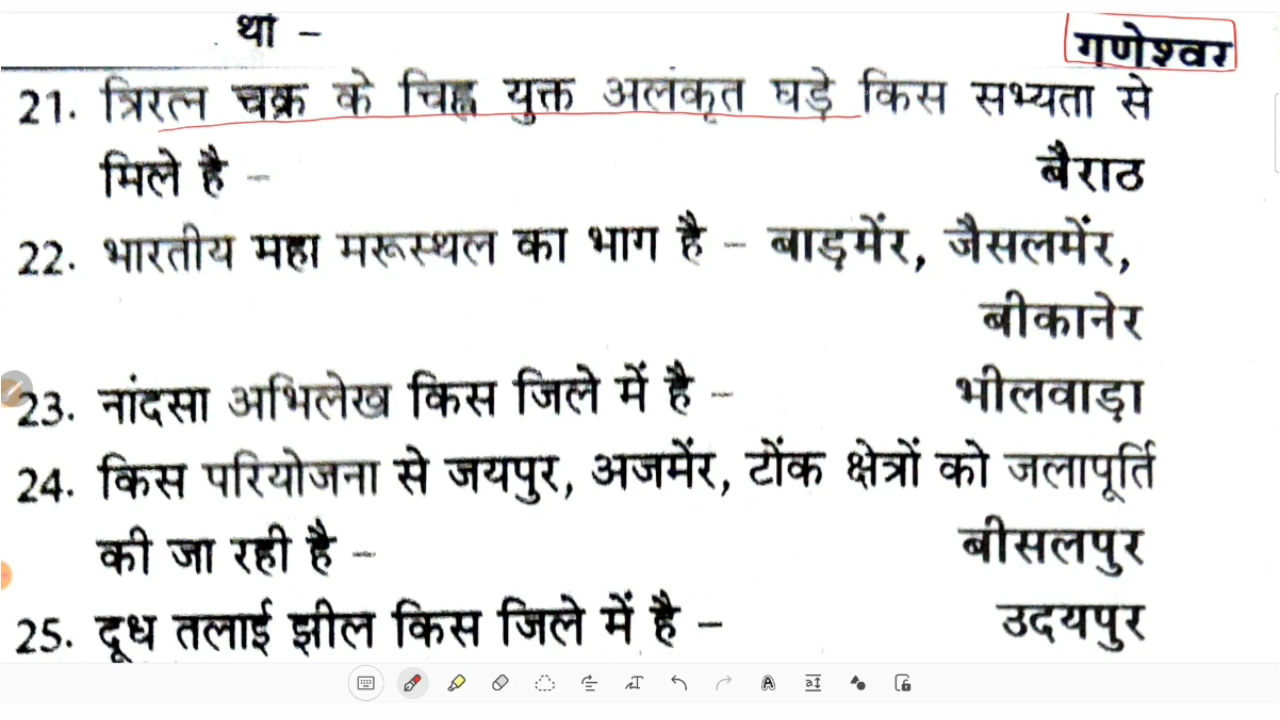 था –
गणेश्वर
21. त्रिरत्न चक्र के चिह्न युक्त अलंकृत घड़े किस सभ्यता से
मिले है – बैराठ
22. भारतीय महा मरूस्थल का भाग है – बाड़मेंर, जैसलमेंर,
बीकानेर
23. नांदसा अभिलेख किस जिले में है – भीलवाड़ा
24. किस परियोजना से जयपुर, अजमेंर, टोंक क्षेत्रों को जलापूर्ति
की जा रही है – बीसलपुर
25. दूध तलाई झील किस जिले में है – उदयपुर